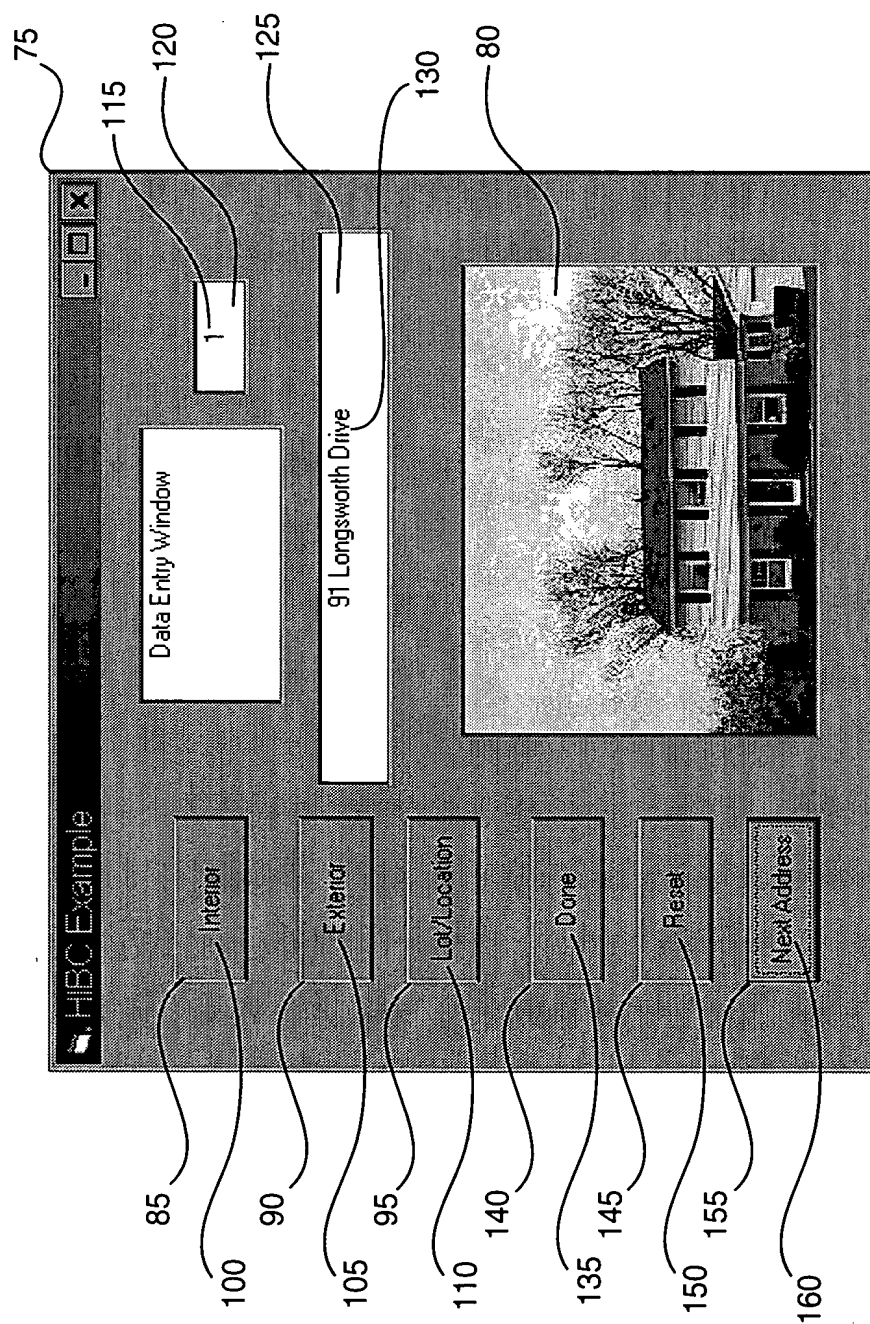 75
HIBC Example
115
120
85
Data Entry Window
1
Interior
100
125
90
Exterior
91 Longsworth Drive
105
130
95
Lot/Location
110
80
140
Done
135
145
Reset
150
155
Next Address
160